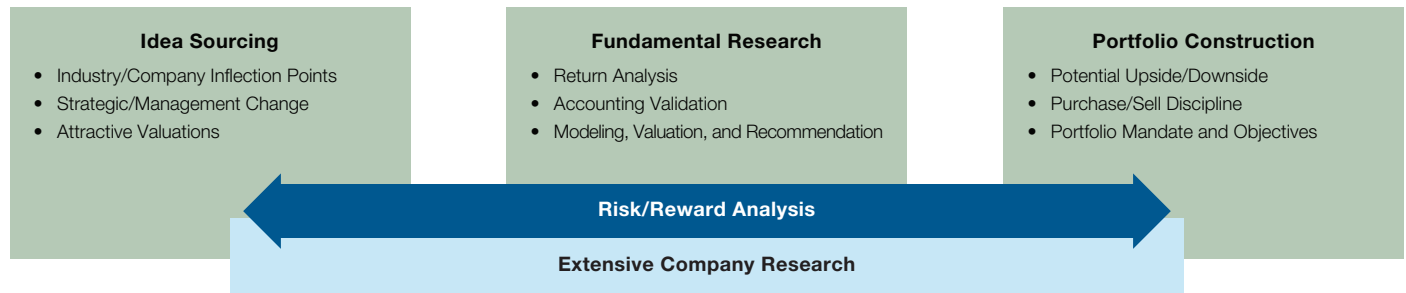 Idea Sourcing
• Industry/Company Inflection Points
• Strategic/Management Change
• Attractive Valuations
Fundamental Research
• Return Analysis
• Accounting Validation
• Modeling, Valuation, and Recommendation
Portfolio Construction
• Potential Upside/Downside
• Purchase/Sell Discipline
• Portfolio Mandate and Objectives
Risk/Reward Analysis
Extensive Company Research